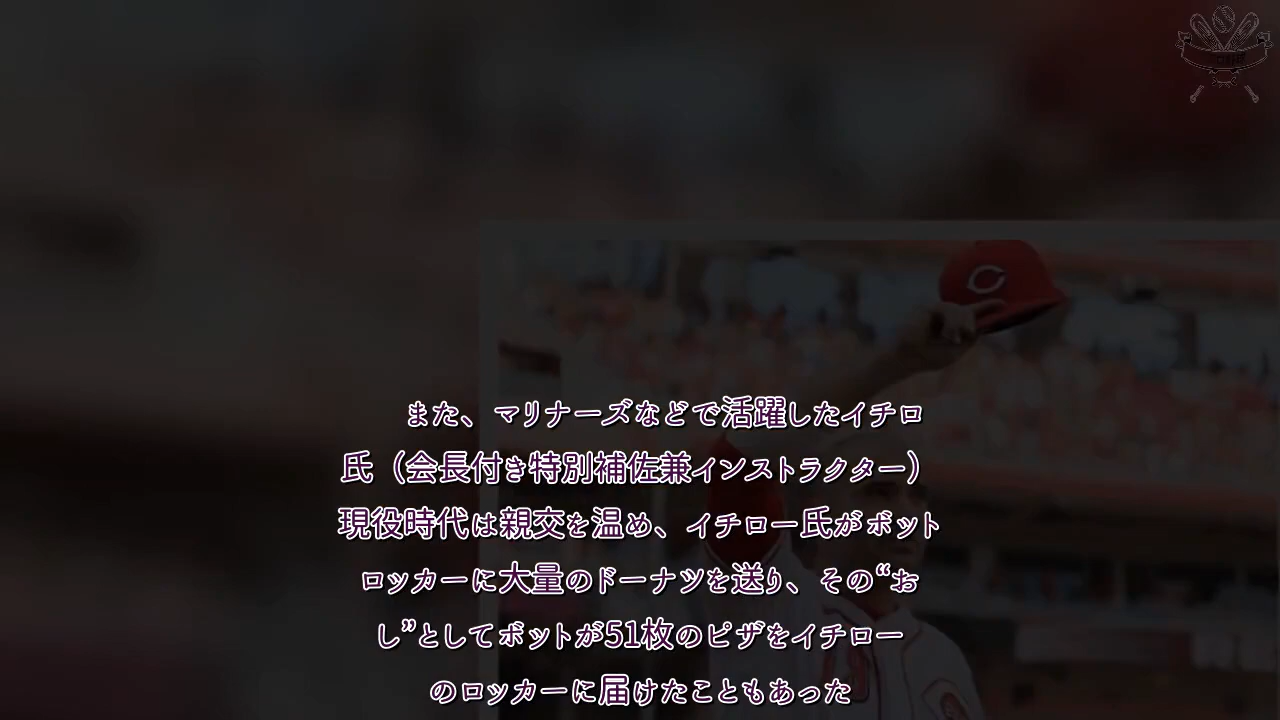 また、マリナーズなどで活躍したイチロ
氏（会長付き特別補佐兼インストラクター）
現役時代は親交を温め、イチロー氏がボット
ロッカーに大量のドーナツを送り、その“お
し”としてボットが51枚のピザをイチロー
のロッカーに届けたこともあった